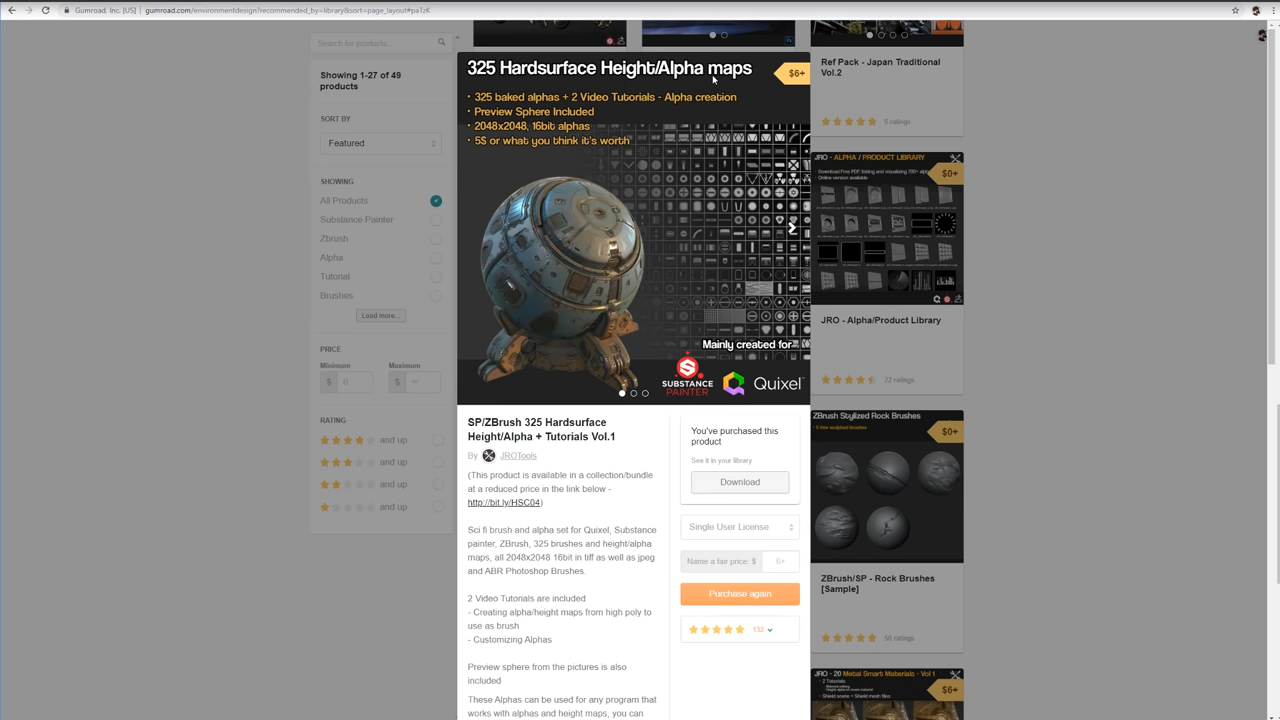 Gumroad, Inc. [US]
gumroad.com/environmentdesign?recommended_by=library&sort=page_layout#paTzK
Search for products..
Showing 1-27 of 49
products
SORT BY
Featured
SHOWING
All Products
Substance Painter
Zbrush
Alpha
Tutorial
Brushes
Load more...
PRICE
Minimum
Maximum
$ 0
$
RATING
and up
and up
and up
and up
325 Hardsurface Height/Alpha maps
$6+
• 325 baked alphas + 2 Video Tutorials - Alpha creation
• Preview Sphere Included
• 2048x2048, 16bit alphas
• 5$ or what you think it's worth
Mainly created for
SUBSTANCE
PAINTER
Quixel
SP/ZBrush 325 Hardsurface
Height/Alpha + Tutorials Vol.1
By JROTools
(This product is available in a collection/bundle
at a reduced price in the link below -
http://bit.ly/HSC04)
Sci fi brush and alpha set for Quixel, Substance
painter, ZBrush, 325 brushes and height/alpha
maps, all 2048x2048 16bit in tiff as well as jpeg
and ABR Photoshop Brushes.
2 Video Tutorials are included
- Creating alpha/height maps from high poly to
use as brush
- Customizing Alphas
Preview sphere from the pictures is also
included
These Alphas can be used for any program that
works with alphas and height maps, you can
You've purchased this
product
See it in your library
Download
Single User License
Name a fair price: $ 6+
Purchase again
132
Ref Pack - Japan Traditional
Vol.2
6 ratings
JRO - ALPHA / PRODUCT LIBRARY
$0+
JRO - Alpha/Product Library
22 ratings
ZBrush Stylized Rock Brushes
$0+
ZBrush/SP - Rock Brushes
[Sample]
56 ratings
JRO - 20 Metal Smart Materials - Vol 1
• 2 Tutorials
$6+